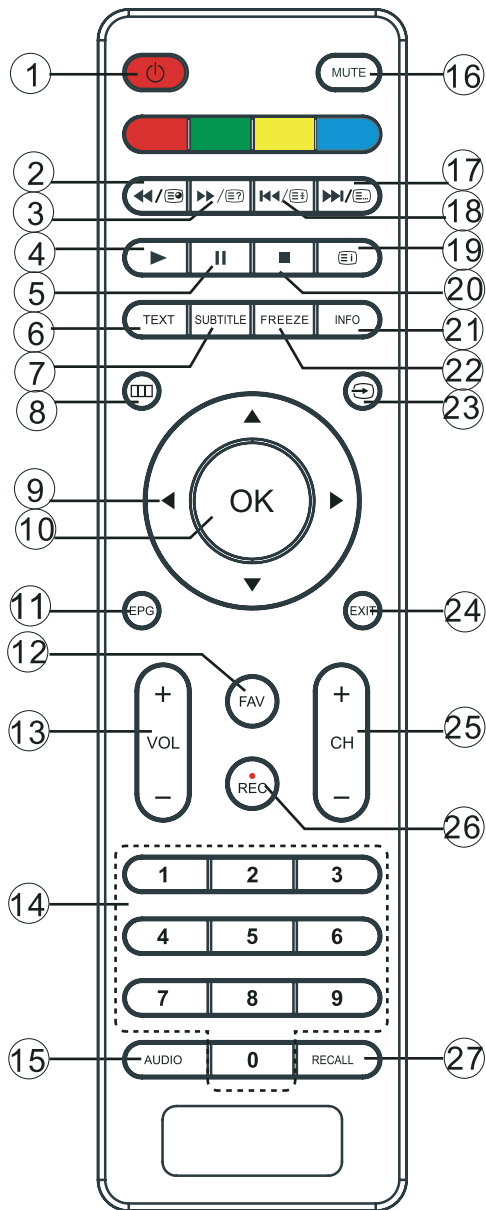 1 MUTE 16
2 17
3 18
4 19
5 20
6 TEXT SUBTITLE FREEZE INFO 21
7 22
8 23
9
10 OK
11 EPG EXIT 24
12 FAV
13 + VOL − + CH − 25
REC 26
1 2 3
14 4 5 6
7 8 9
15 AUDIO 0 RECALL 27